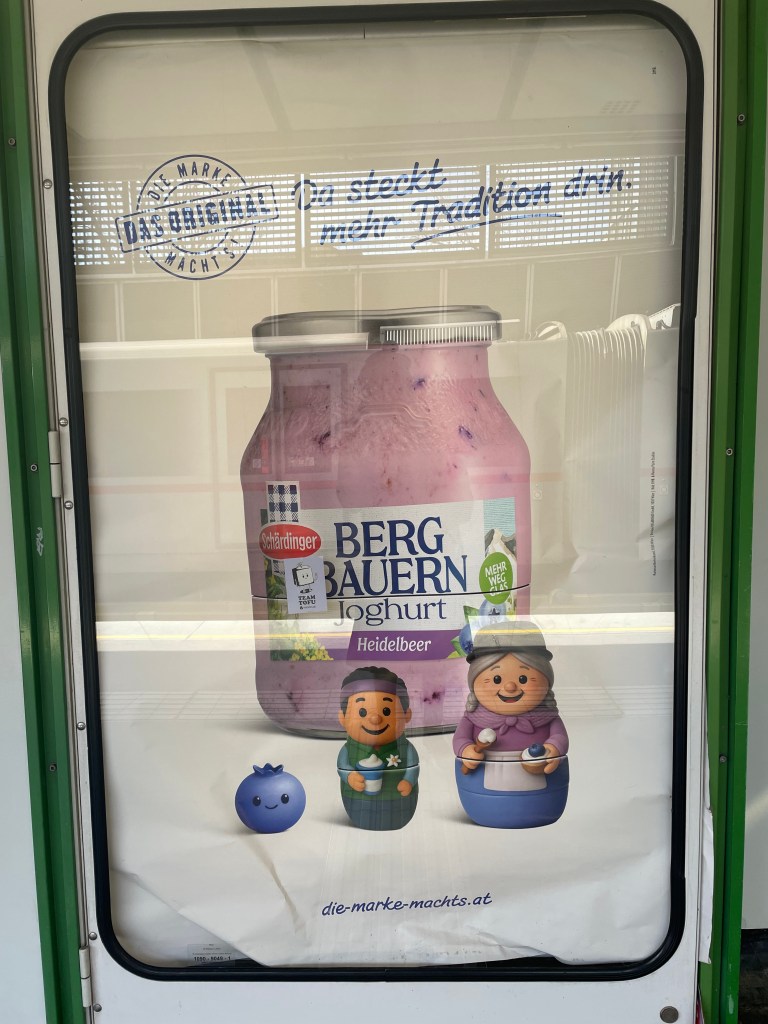 DIE MARKE
DAS ORIGINAL
MACHT'S!
Da steckt
mehr Tradition drin.
Schärdinger
BERG
BAUERN
Joghurt
Heidelbeer
MEHR
WEG
GLAS
TEAM
TOFU
die-marke-machts.at